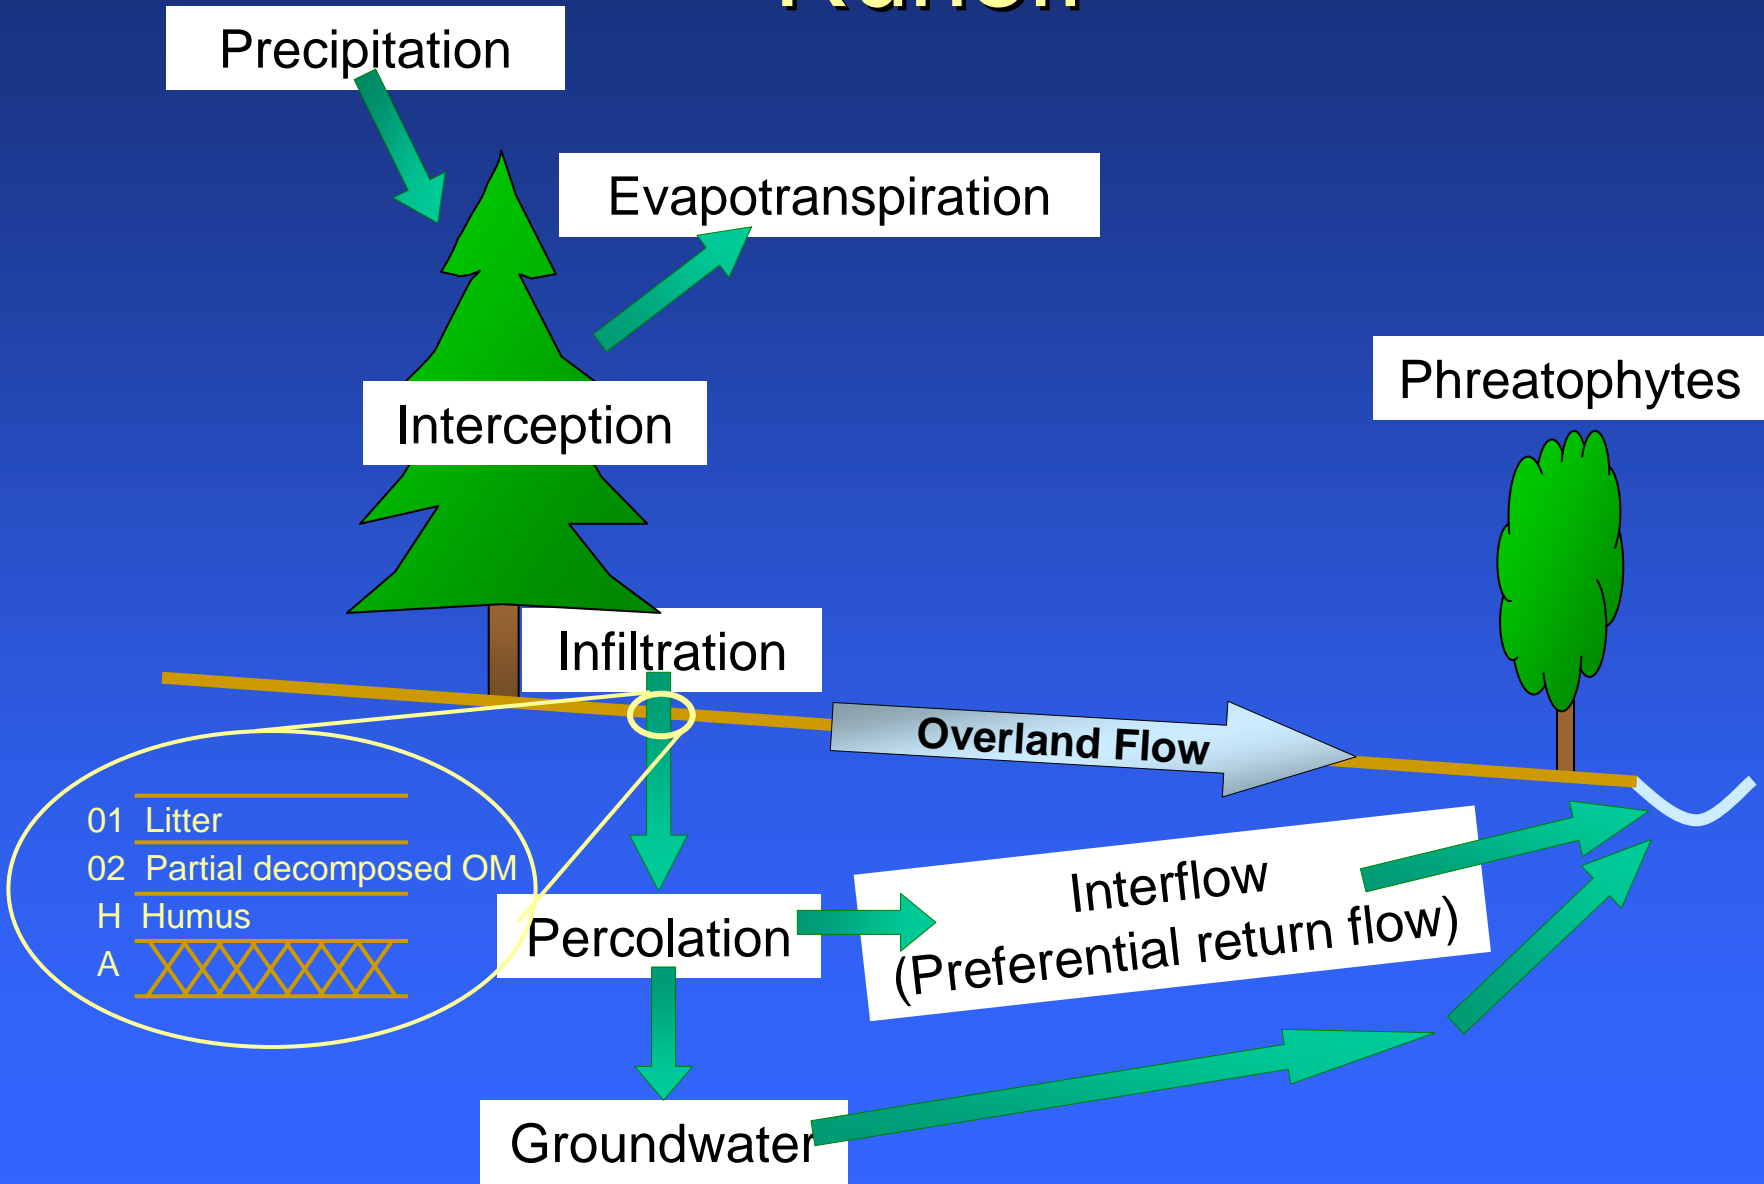 Runoff
Precipitation
Evapotranspiration
Interception
Phreatophytes
Infiltration
Overland Flow
01 Litter
02 Partial decomposed OM
H Humus
A
Percolation
Interflow
(Preferential return flow)
Groundwater